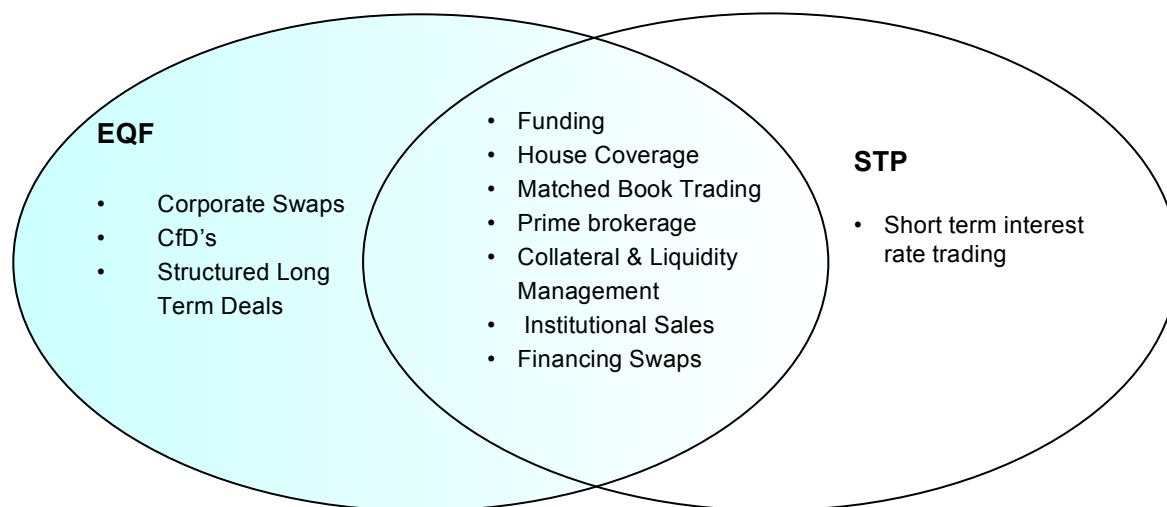 EQF
• Corporate Swaps
• CfD's
• Structured Long
Term Deals
• Funding
• House Coverage
• Matched Book Trading
• Prime brokerage
• Collateral & Liquidity
Management
• Institutional Sales
• Financing Swaps
STP
• Short term interest
rate trading